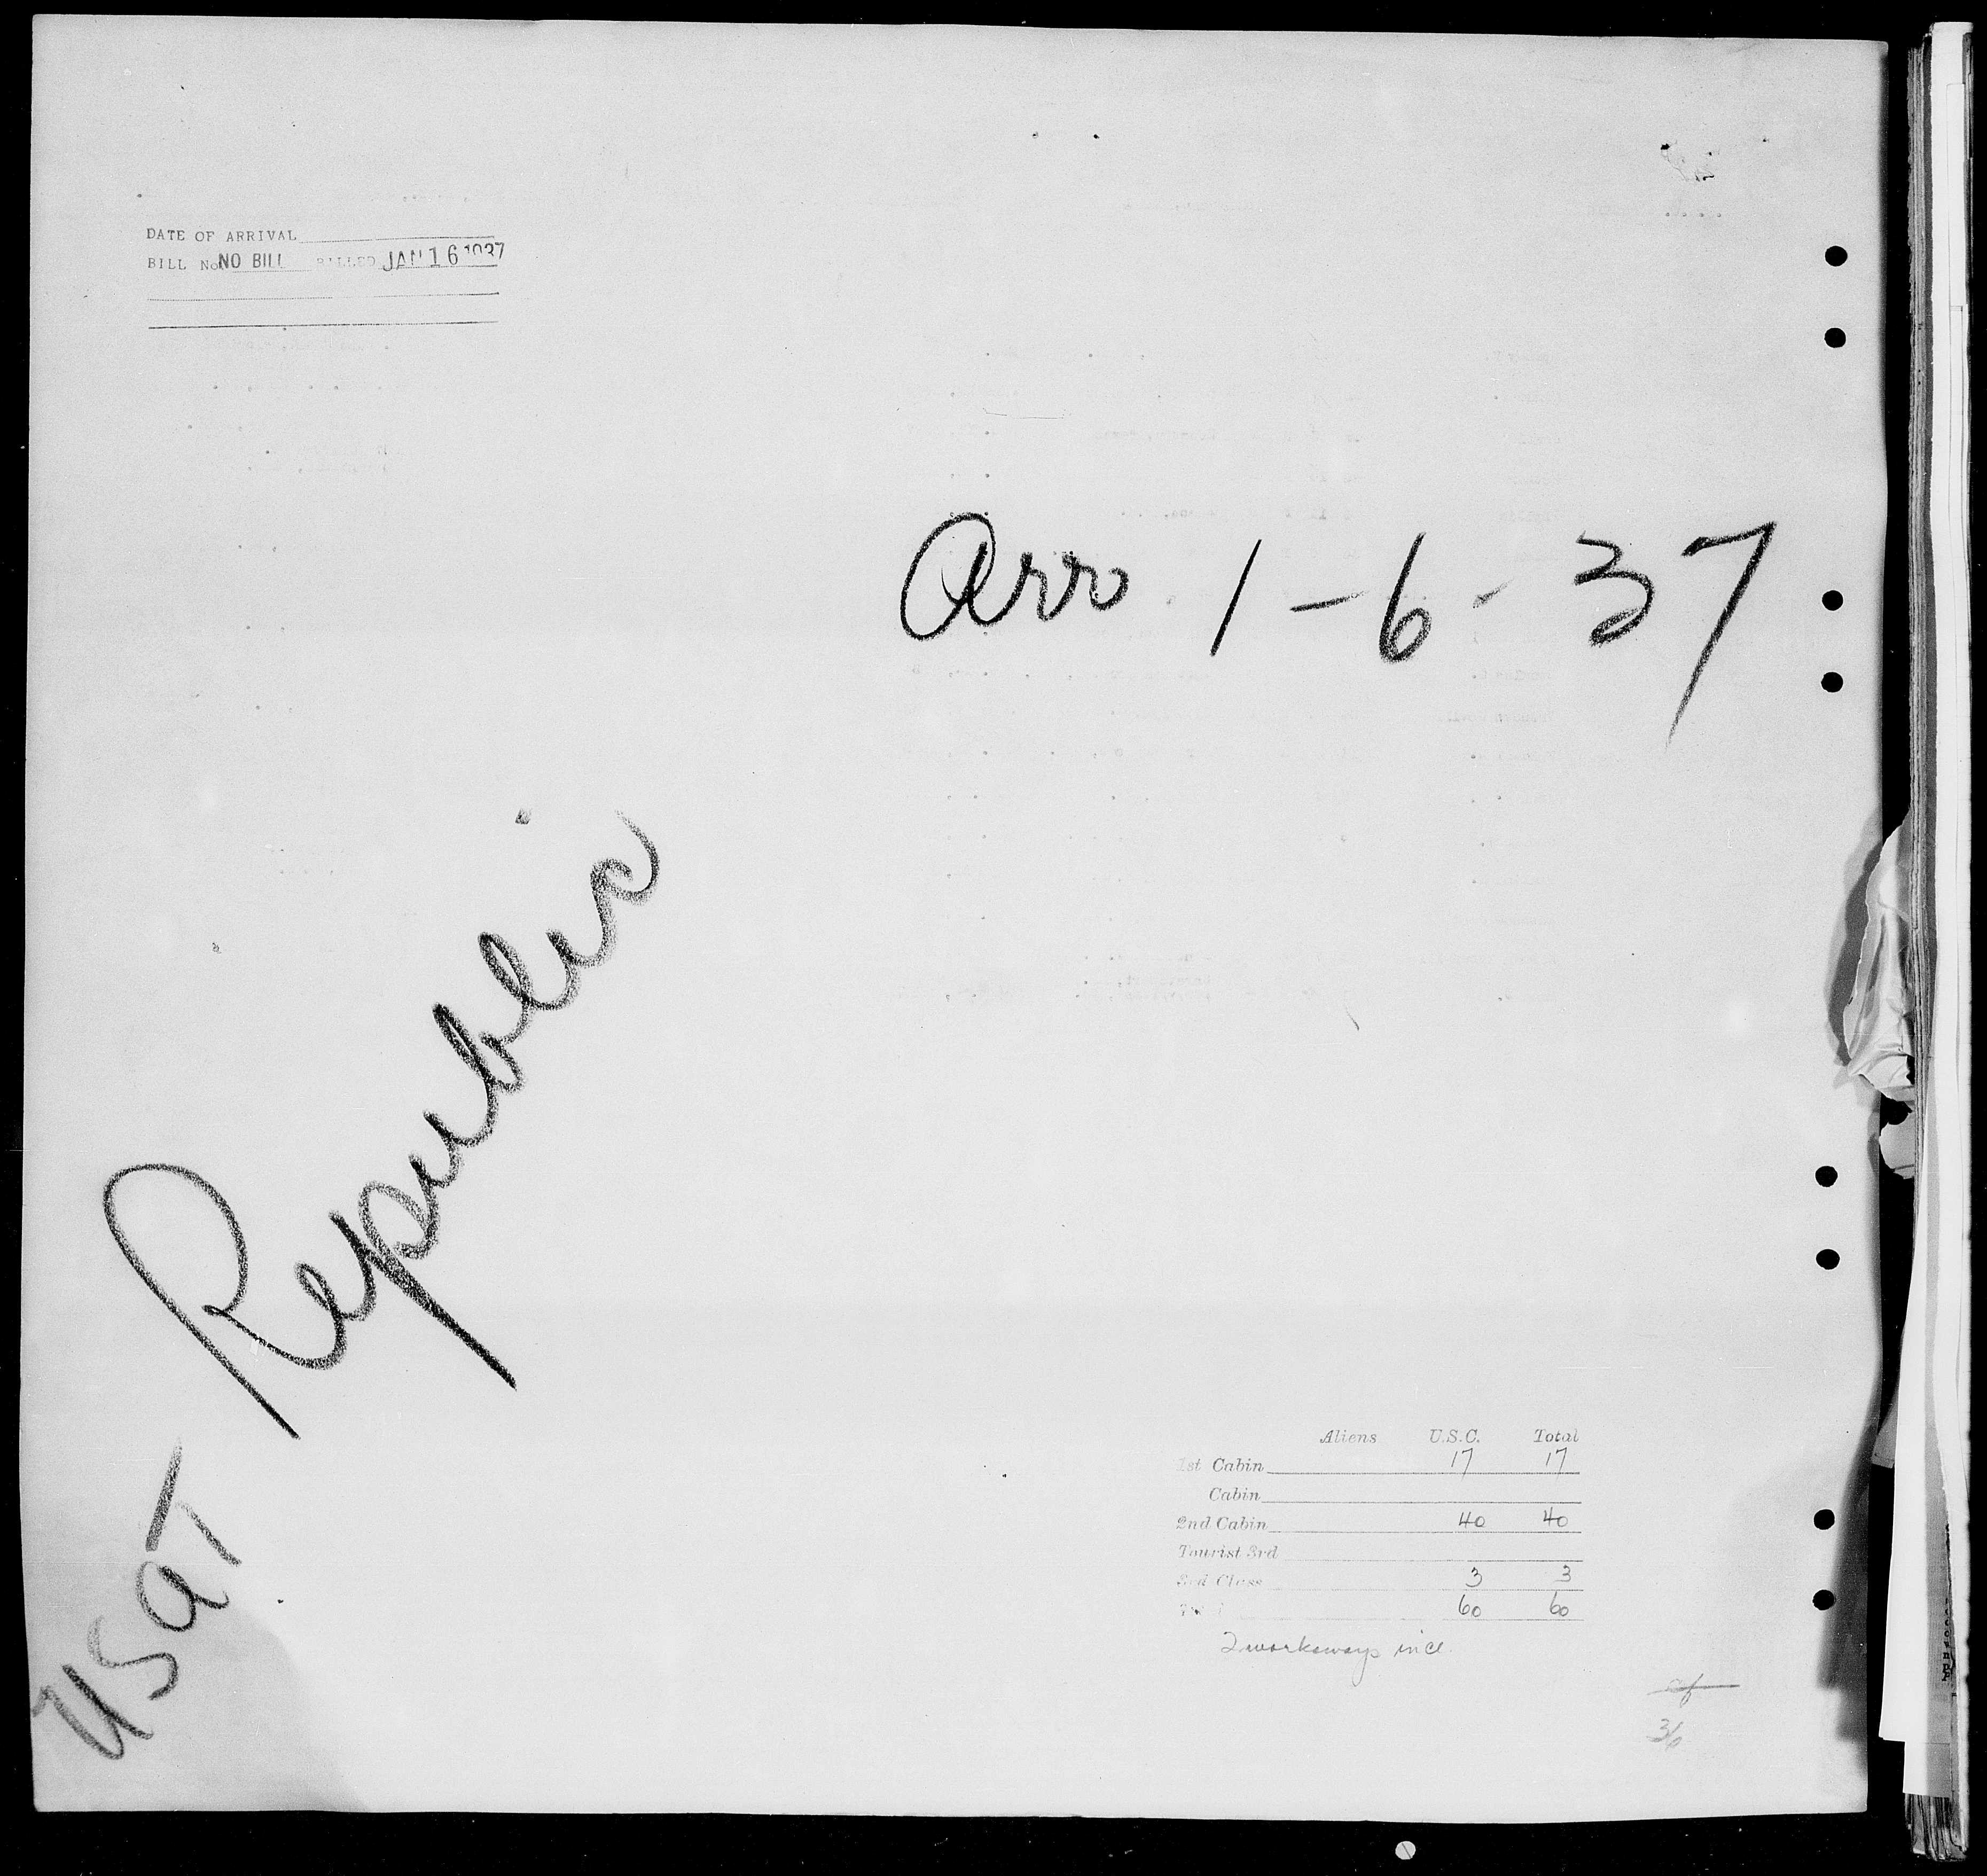 DATE OF ARRIVAL
BILL No. NO BILL BILLED JAN 16 1937
Arr 1-6-37
USAT Republic
Aliens U.S.C. Total
1st Cabin 17 17
Cabin
2nd Cabin 40 40
Tourist 3rd
3rd Class 3 3
Total 60 60
2 workaways incl